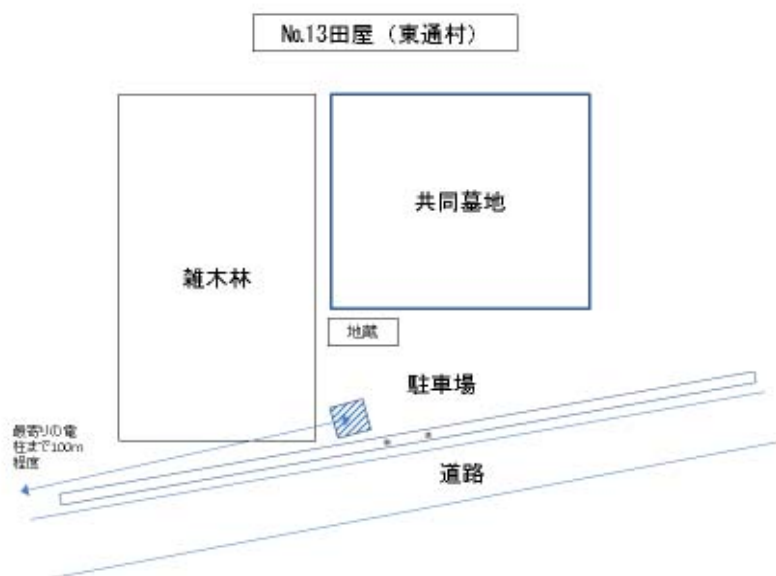 No.13田屋（東通村）
共同墓地
雑木林
地蔵
駐車場
最寄りの電
柱まで100m
程度
道路